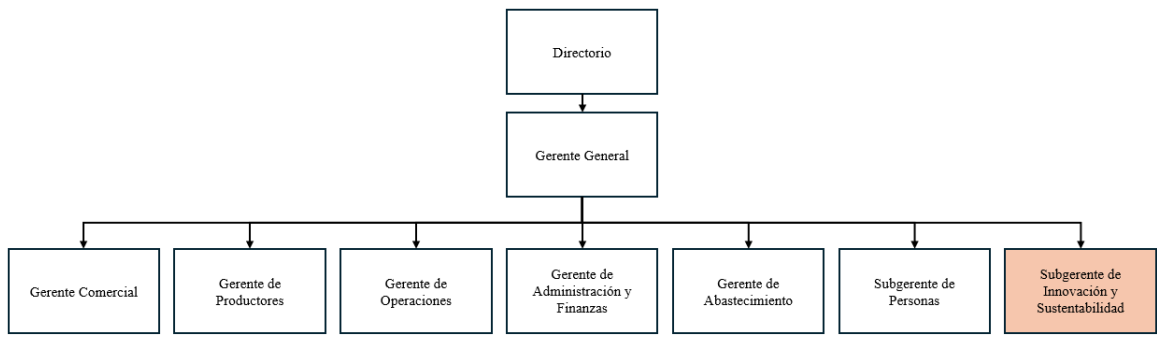 Directorio
Gerente General
Gerente Comercial
Gerente de
Productores
Gerente de
Operaciones
Gerente de
Administración y
Finanzas
Gerente de
Abastecimiento
Subgerente de
Personas
Subgerente de
Innovación y
Sustentabilidad